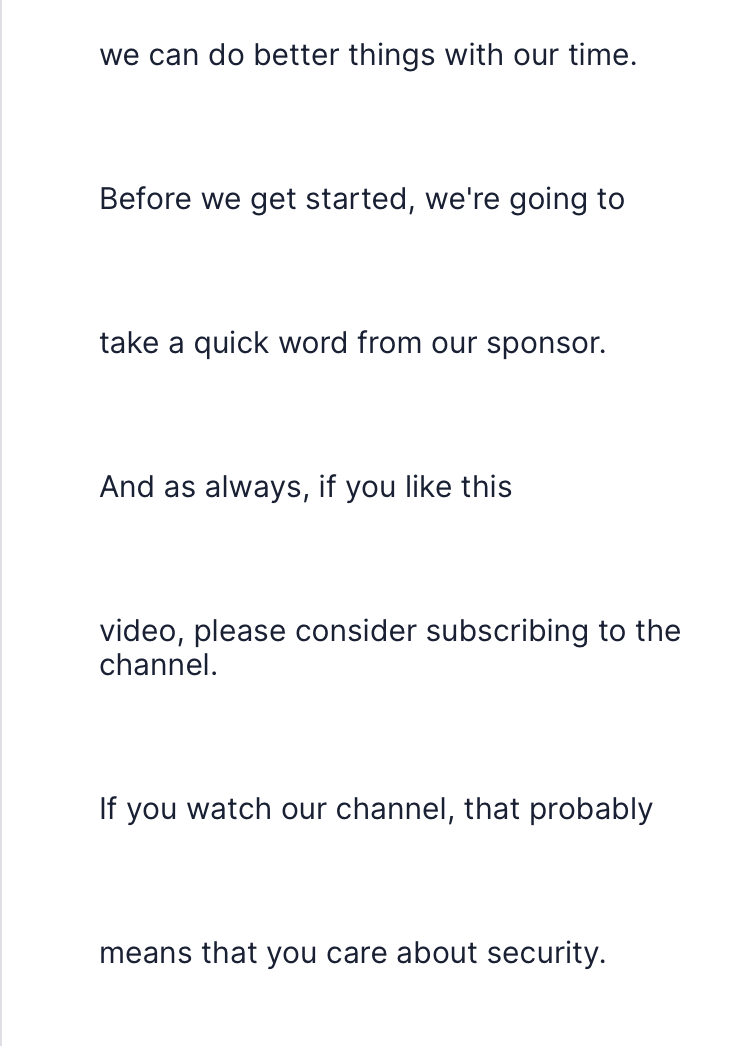 we can do better things with our time.
Before we get started, we're going to
take a quick word from our sponsor.
And as always, if you like this
video, please consider subscribing to the
channel.
If you watch our channel, that probably
means that you care about security.